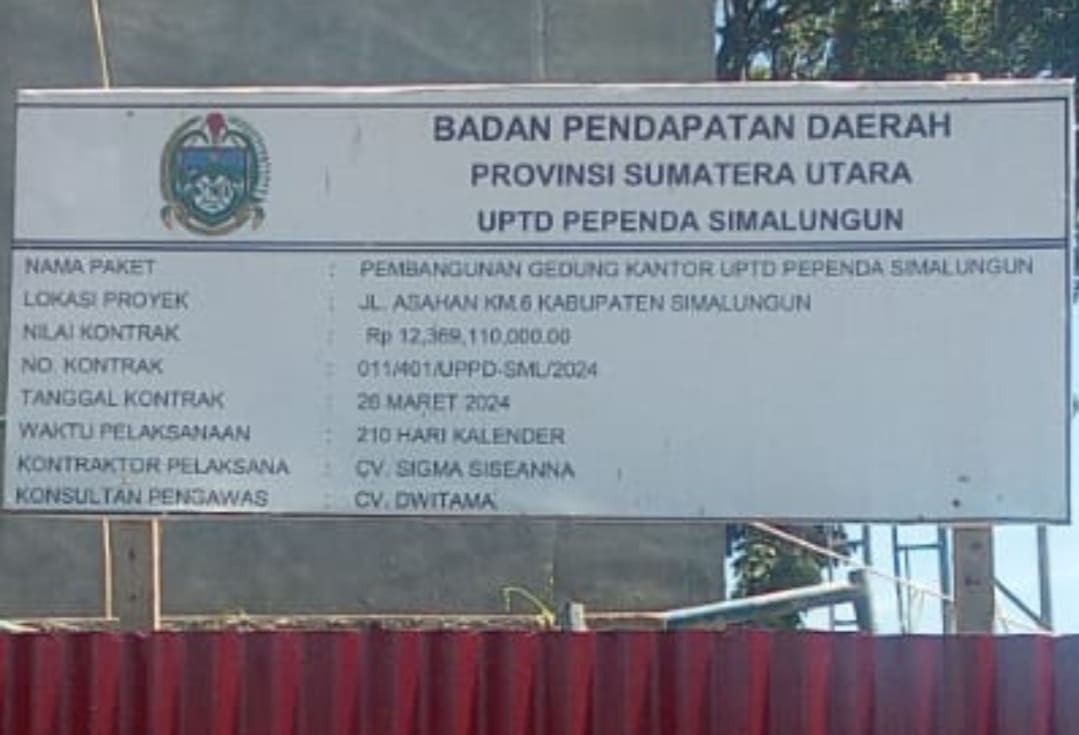 BADAN PENDAPATAN DAERAH
PROVINSI SUMATERA UTARA
UPTD PEPENDA SIMALUNGUN
NAMA PAKET : PEMBANGUNAN GEDUNG KANTOR UPTD PEPENDA SIMALUNGUN
LOKASI PROYEK : JL. ASAHAN KM.6 KABUPATEN SIMALUNGUN
NILAI KONTRAK : Rp 12,369,110,000.00
NO. KONTRAK : 011/401/UPPD-SML/2024
TANGGAL KONTRAK : 26 MARET 2024
WAKTU PELAKSANAAN : 210 HARI KALENDER
KONTRAKTOR PELAKSANA : CV. SIGMA SISEANNA
KONSULTAN PENGAWAS : CV. DWITAMA